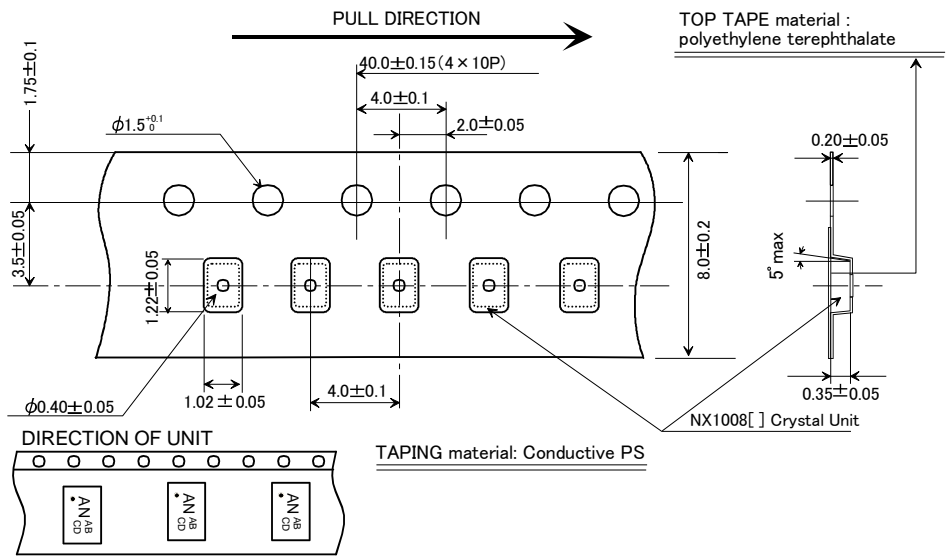 PULL DIRECTION
TOP TAPE material :
polyethylene terephthalate
1.75±0.1
40.0±0.15(4×10P)
4.0±0.1
ϕ1.5 +0.1 0
2.0±0.05
0.20±0.05
3.5±0.05
8.0±0.2
5°max
1.22±0.05
ϕ0.40±0.05
1.02±0.05
4.0±0.1
0.35±0.05
NX1008[ ] Crystal Unit
DIRECTION OF UNIT
TAPING material: Conductive PS
AN AB CD
AN AB CD
AN AB CD